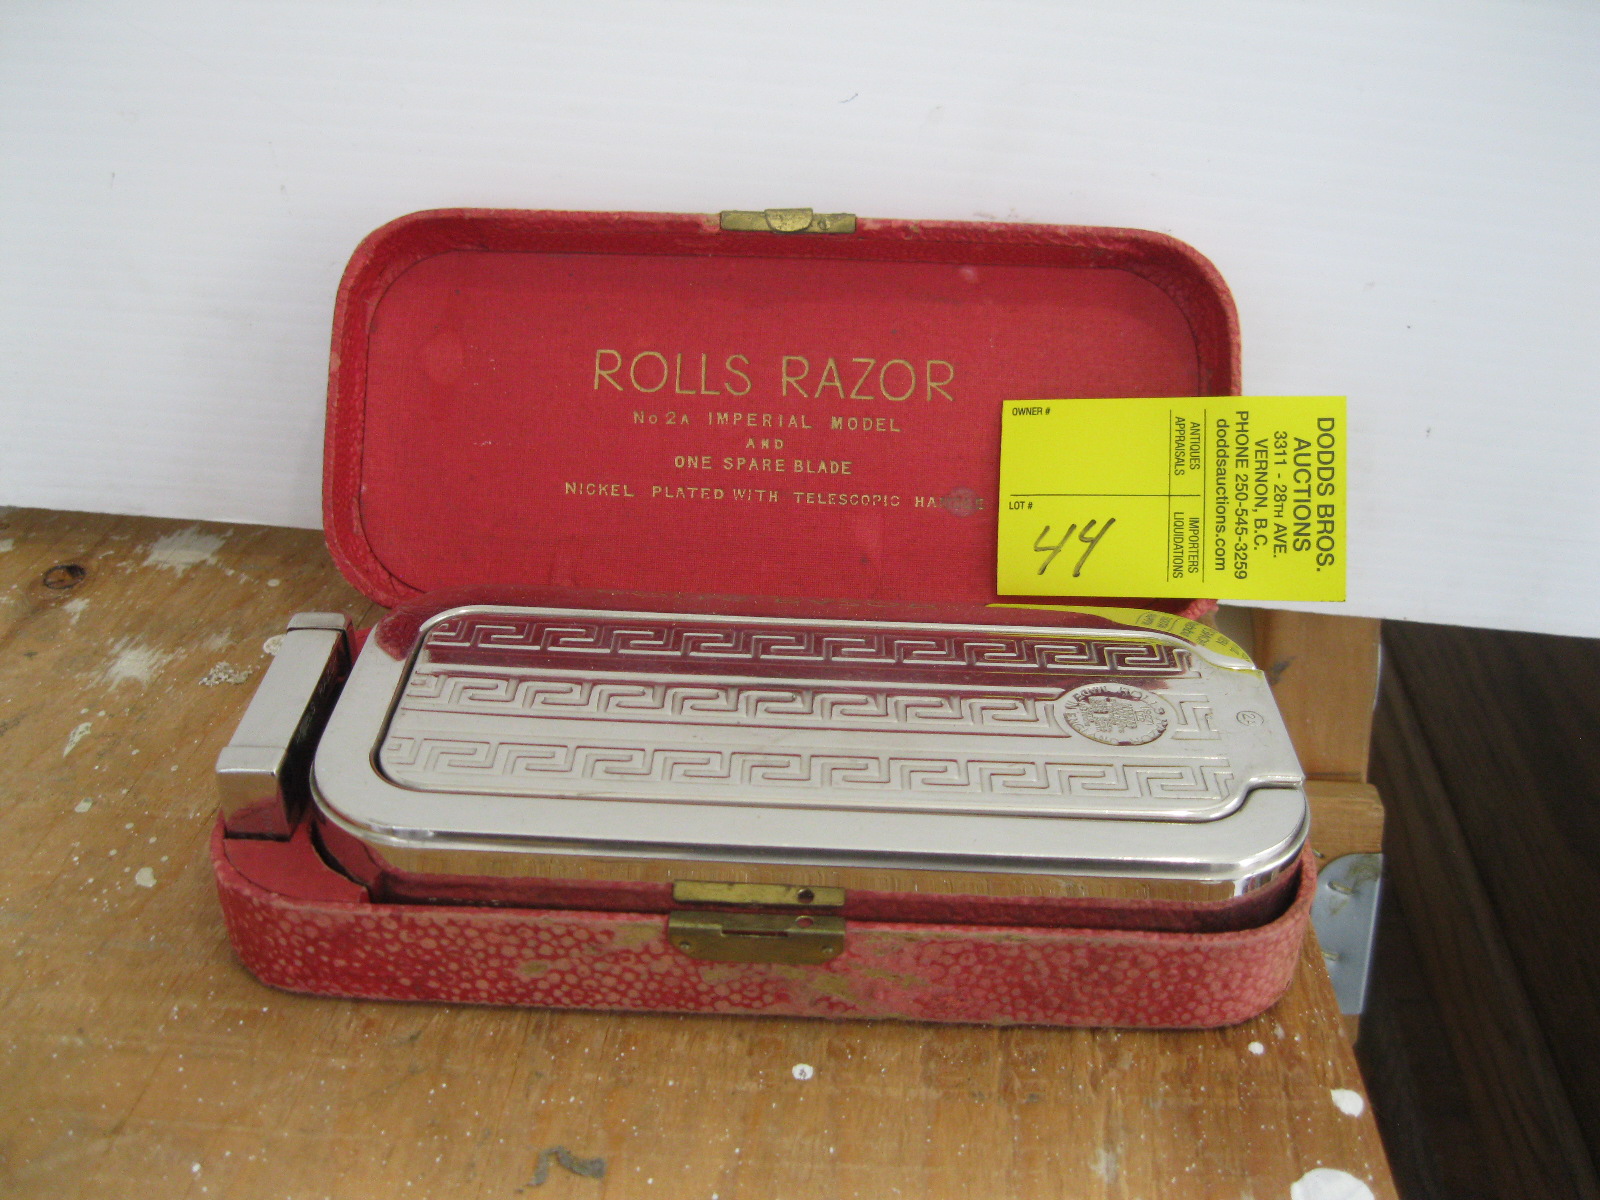 ROLLS RAZOR
No 2A IMPERIAL MODEL
AND
ONE SPARE BLADE
NICKEL PLATED WITH TELESCOPIC HANDLE
DODDS BROS.
AUCTIONS
3311 - 28TH AVE.
VERNON, B.C.
PHONE 250-545-3259
doddsauctions.com
ANTIQUES
APPRAISALS
IMPORTERS
LIQUIDATIONS
OWNER #
LOT #
44